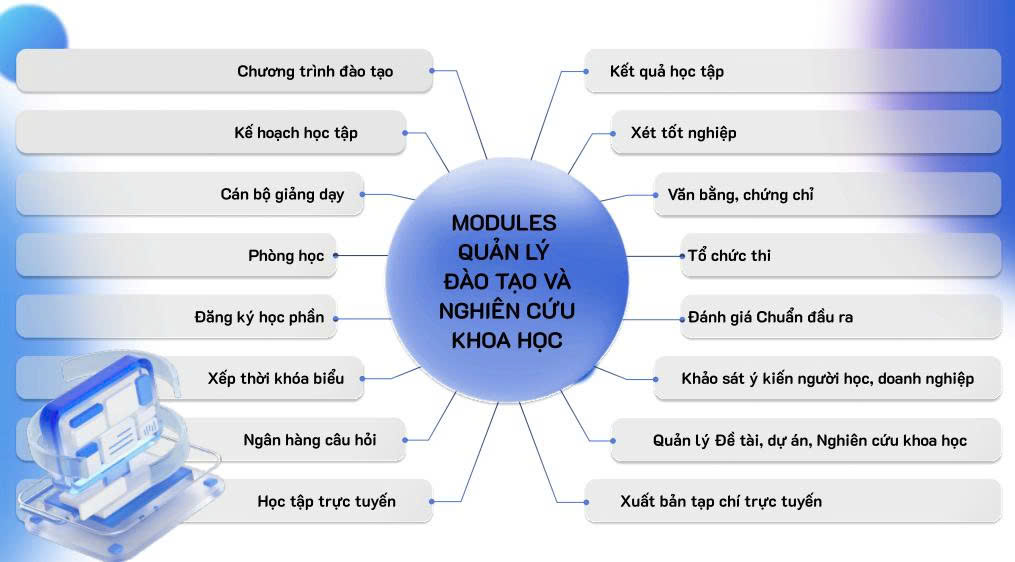 Chương trình đào tạo
Kế hoạch học tập
Cán bộ giảng dạy
Phòng học
Đăng ký học phần
Xếp thời khóa biểu
Ngân hàng câu hỏi
Học tập trực tuyến
MODULES
QUẢN LÝ
ĐÀO TẠO VÀ
NGHIÊN CỨU
KHOA HỌC
Kết quả học tập
Xét tốt nghiệp
Văn bằng, chứng chỉ
Tổ chức thi
Đánh giá Chuẩn đầu ra
Khảo sát ý kiến người học, doanh nghiệp
Quản lý Đề tài, dự án, Nghiên cứu khoa học
Xuất bản tạp chí trực tuyến